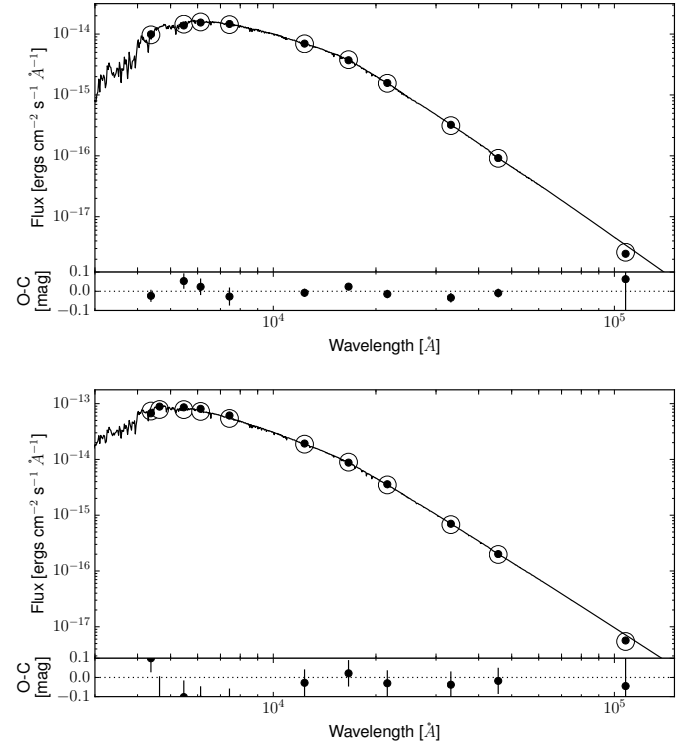 10⁻¹⁴
10⁻¹⁵
10⁻¹⁶
10⁻¹⁷
Flux [ergs cm⁻² s⁻¹ Å⁻¹]
0.1
0.0
−0.1
O-C
[mag]
10⁴
10⁵
Wavelength [Å]
10⁻¹³
10⁻¹⁴
10⁻¹⁵
10⁻¹⁶
10⁻¹⁷
Flux [ergs cm⁻² s⁻¹ Å⁻¹]
0.1
0.0
−0.1
O-C
[mag]
10⁴
10⁵
Wavelength [Å]